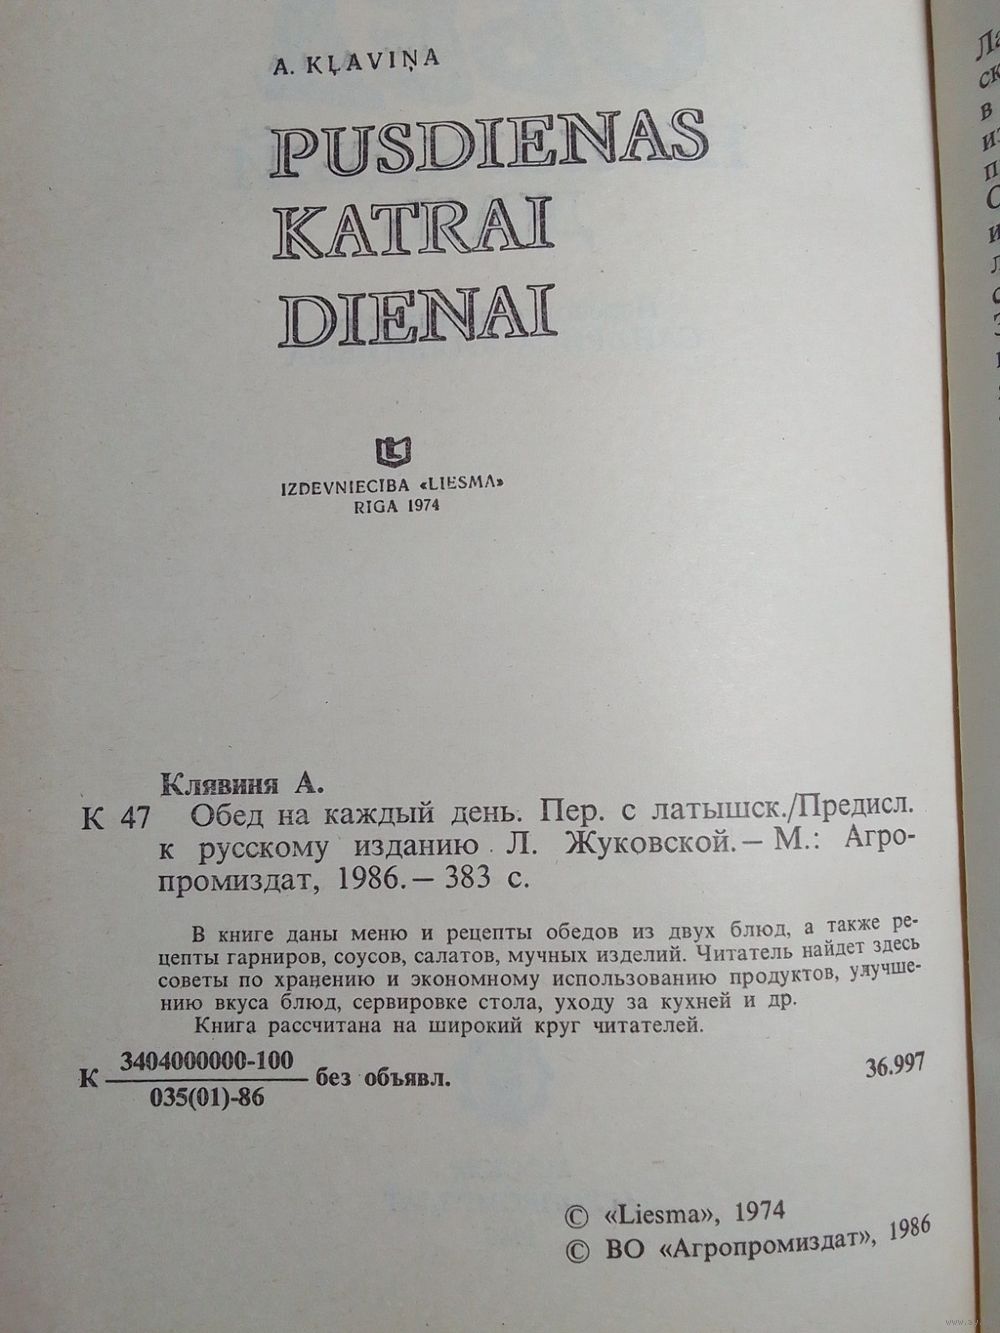 A. KĻAVIŅA
PUSDIENAS
KATRAI
DIENAI
IZDEVNIECIBA «LIESMA»
RIGA 1974
Клявиня А.
К 47 Обед на каждый день. Пер. с латышск./Предисл.
к русскому изданию Л. Жуковской.— М.: Агро-
промиздат, 1986.— 383 с.
В книге даны меню и рецепты обедов из двух блюд, а также ре-
цепты гарниров, соусов, салатов, мучных изделий. Читатель найдет здесь
советы по хранению и экономному использованию продуктов, улучше-
нию вкуса блюд, сервировке стола, уходу за кухней и др.
Книга рассчитана на широкий круг читателей.
3404000000-100
К без объявл. 36.997
035(01)-86
© «Liesma», 1974
© ВО «Агропромиздат», 1986